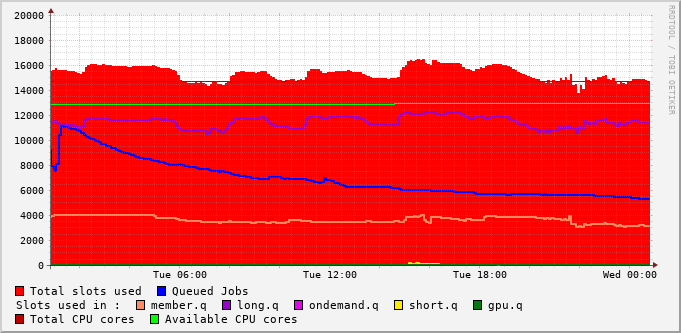 20000
18000
16000
14000
12000
10000
8000
6000
4000
2000
0
Tue 06:00 Tue 12:00 Tue 18:00 Wed 00:00
RRDTOOL / TOBI OETIKER
Total slots used Queued Jobs
Slots used in : member.q long.q ondemand.q short.q gpu.q
Total CPU cores Available CPU cores